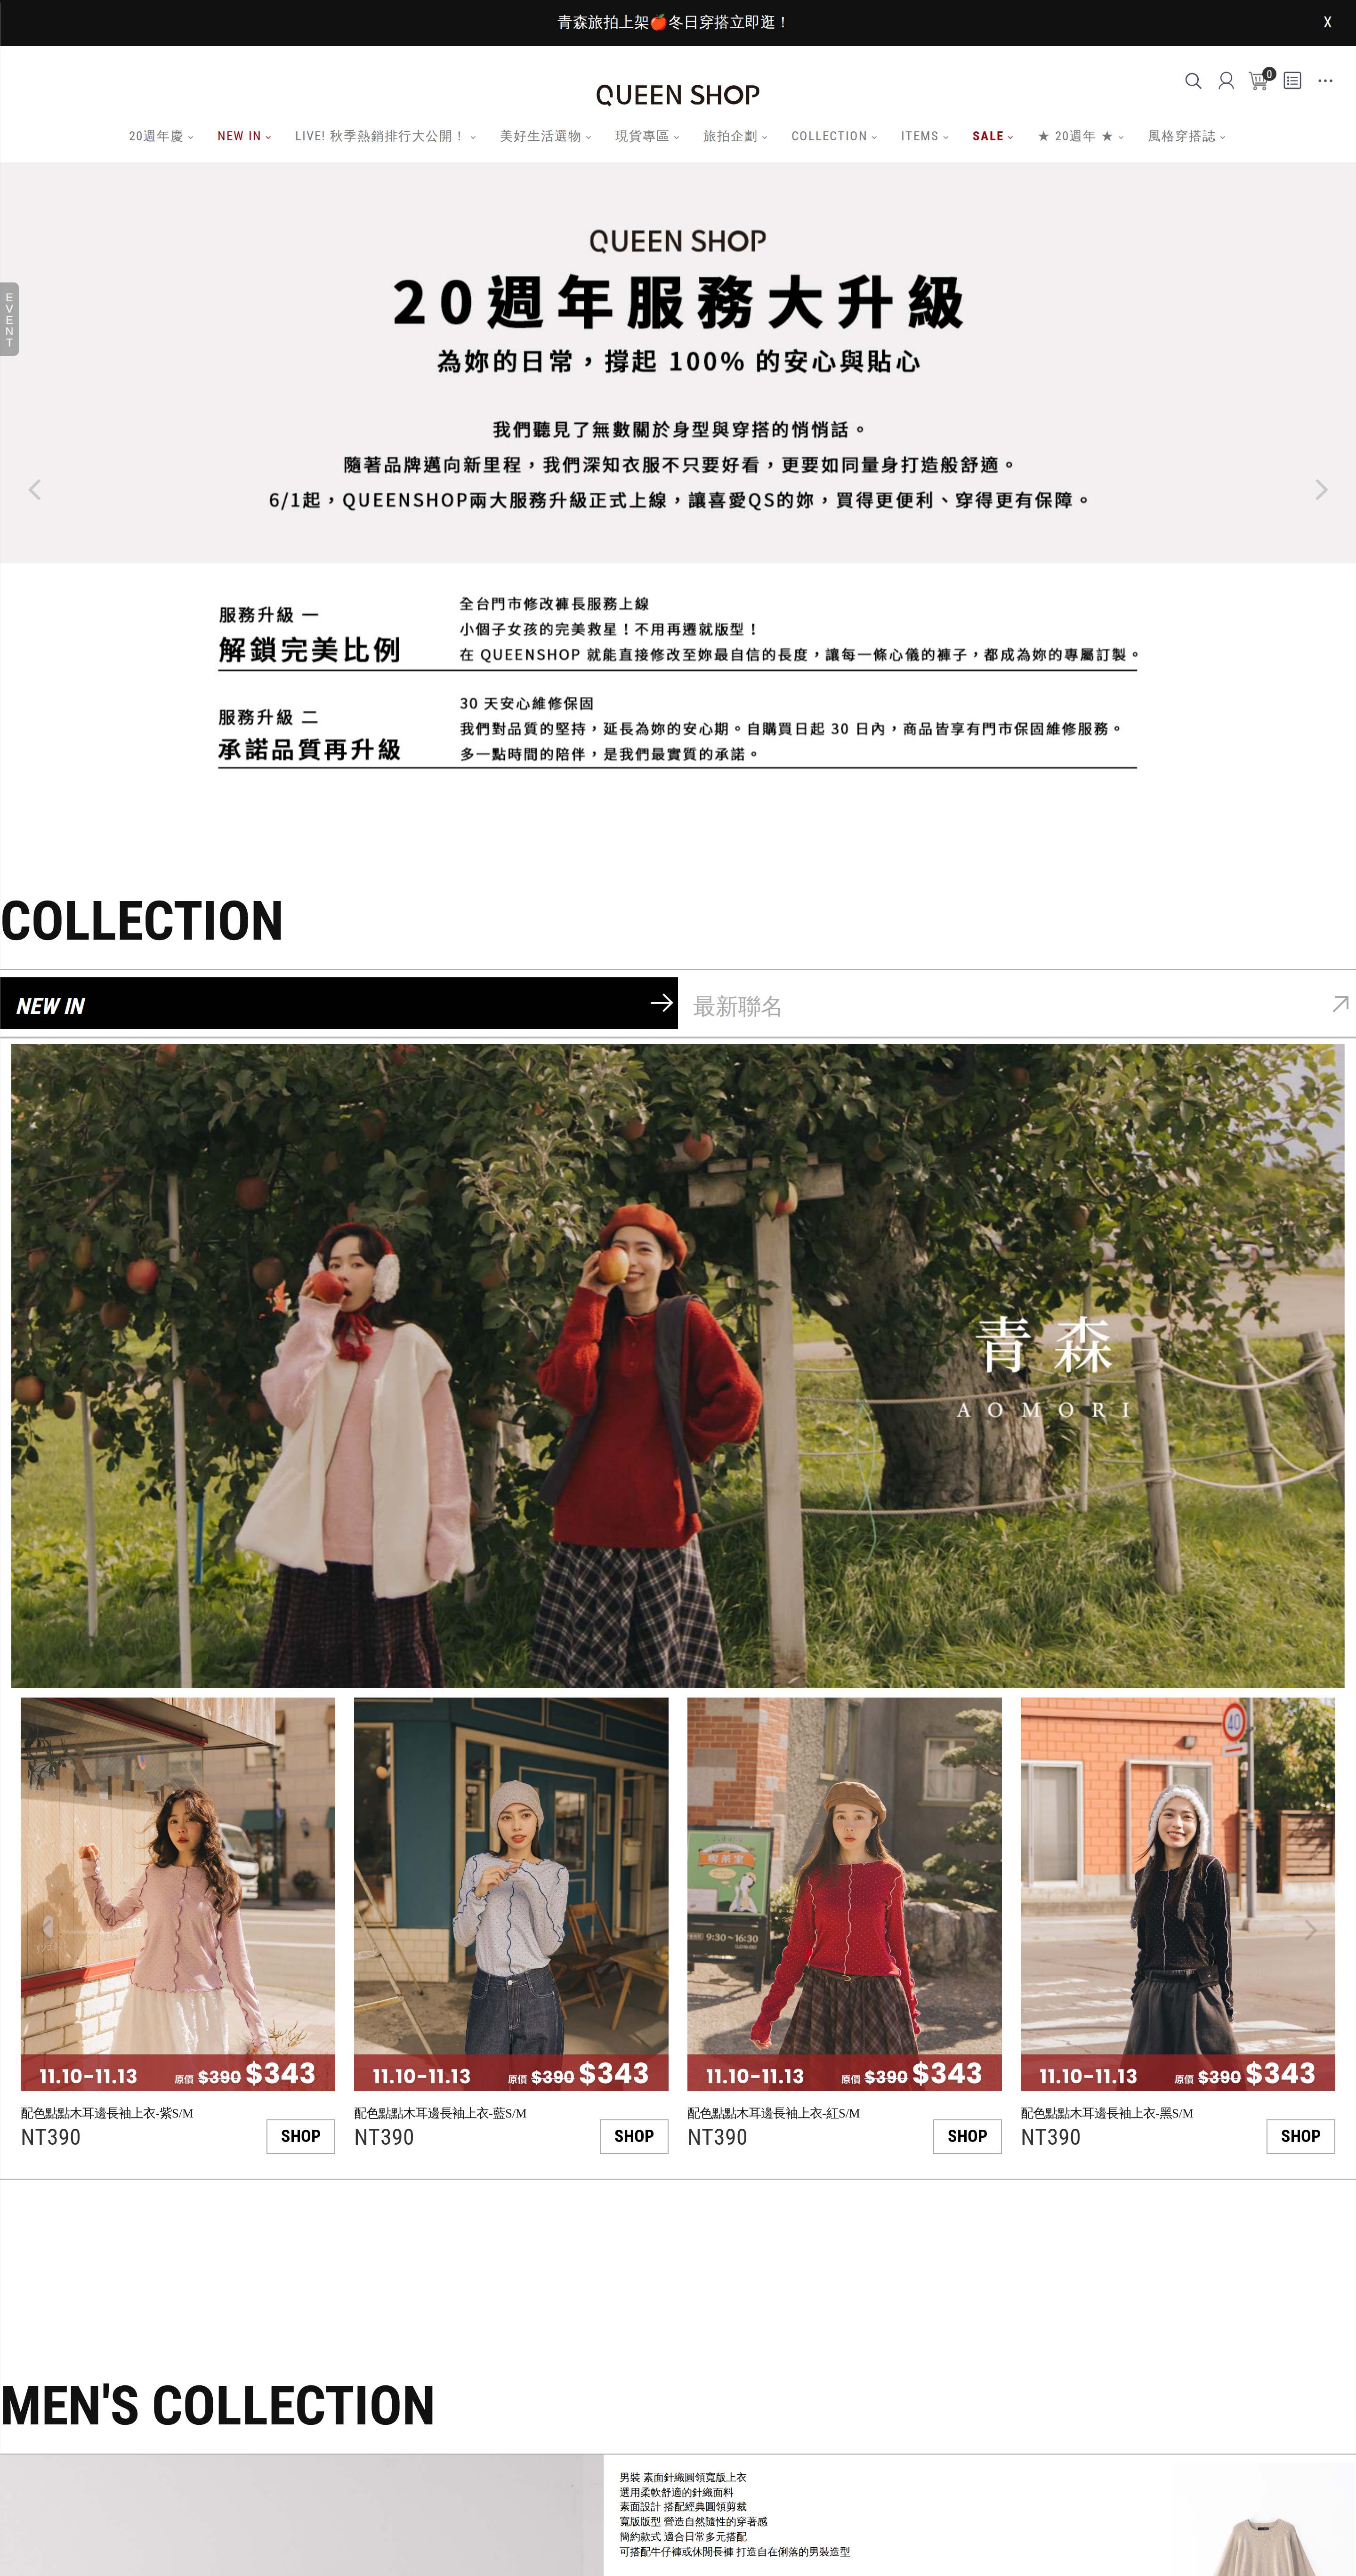 青森旅拍上架🍎冬日穿搭立即逛！
X
QUEEN SHOP
0
20週年慶
NEW IN
LIVE! 秋季熱銷排行大公開！
美好生活選物
現貨專區
旅拍企劃
COLLECTION
ITEMS
SALE
★ 20週年 ★
風格穿搭誌
EVENT
QUEEN SHOP
20週年服務大升級
為妳的日常，撐起 100% 的安心與貼心
我們聽見了無數關於身型與穿搭的悄悄話。
隨著品牌邁向新里程，我們深知衣服不只要好看，更要如同量身打造般舒適。
6/1起，QUEENSHOP兩大服務升級正式上線，讓喜愛QS的妳，買得更便利、穿得更有保障。
服務升級 一
解鎖完美比例
全台門市修改褲長服務上線
小個子女孩的完美救星！不用再遷就版型！
在 QUEENSHOP 就能直接修改至妳最自信的長度，讓每一條心儀的褲子，都成為妳的專屬訂製。
服務升級 二
承諾品質再升級
30 天安心維修保固
我們對品質的堅持，延長為妳的安心期。自購買日起 30 日內，商品皆享有門市保固維修服務。
多一點時間的陪伴，是我們最實質的承諾。
COLLECTION
NEW IN
最新聯名
青森
AOMORI
11.10-11.13 原價 $390 $343
配色點點木耳邊長袖上衣-紫S/M
NT390
SHOP
11.10-11.13 原價 $390 $343
配色點點木耳邊長袖上衣-藍S/M
NT390
SHOP
9:30~16:30
11.10-11.13 原價 $390 $343
配色點點木耳邊長袖上衣-紅S/M
NT390
SHOP
40
11.10-11.13 原價 $390 $343
配色點點木耳邊長袖上衣-黑S/M
NT390
SHOP
MEN'S COLLECTION
男裝 素面針織圓領寬版上衣
選用柔軟舒適的針織面料
素面設計 搭配經典圓領剪裁
寬版版型 營造自然隨性的穿著感
簡約款式 適合日常多元搭配
可搭配牛仔褲或休閒長褲 打造自在俐落的男裝造型